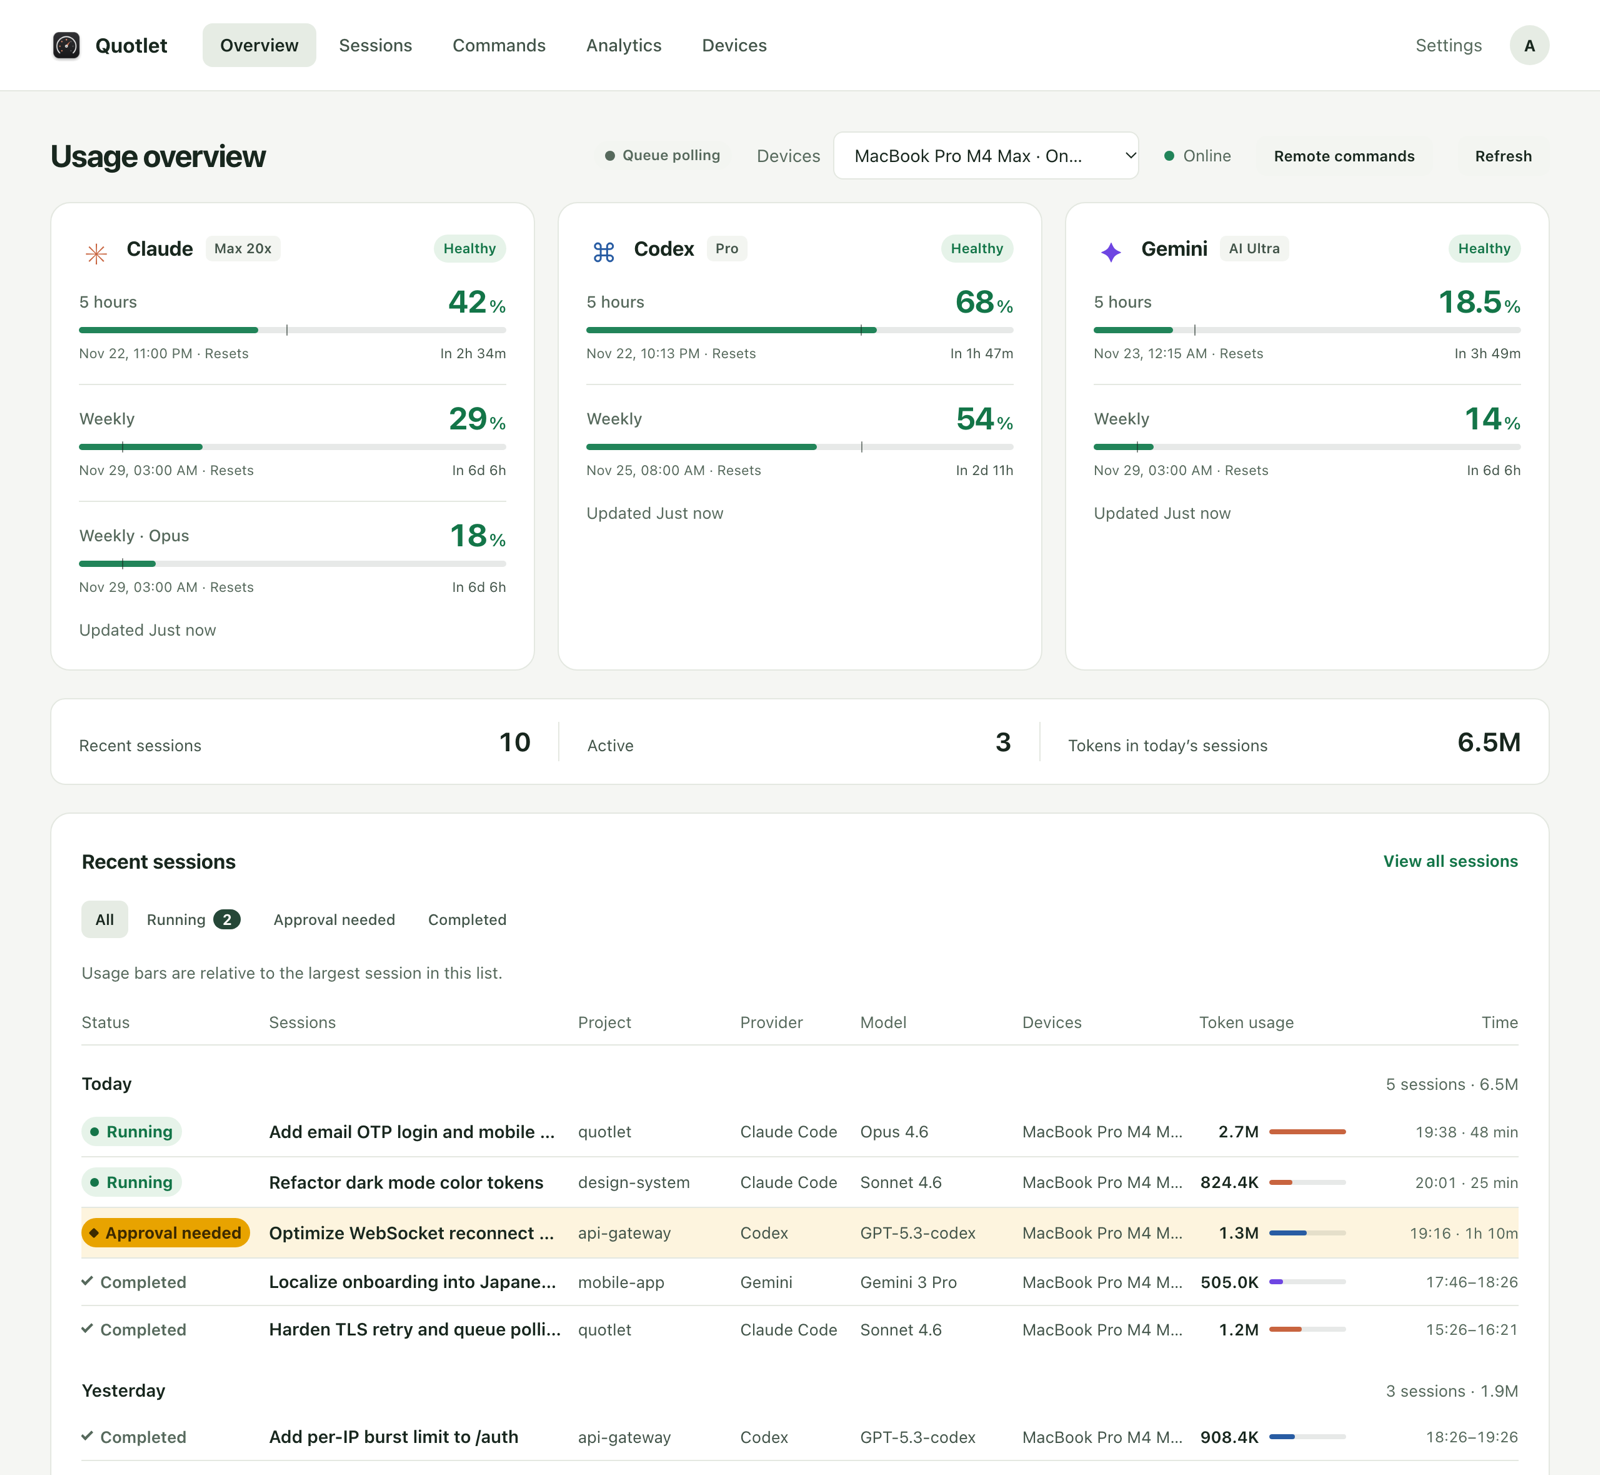 Quotlet Overview Sessions Commands Analytics Devices Settings A
Usage overview Queue polling Devices MacBook Pro M4 Max · On... Online Remote commands Refresh
Claude Max 20x Healthy
5 hours 42%
Nov 22, 11:00 PM · Resets In 2h 34m
Weekly 29%
Nov 29, 03:00 AM · Resets In 6d 6h
Weekly · Opus 18%
Nov 29, 03:00 AM · Resets In 6d 6h
Updated Just now
Codex Pro Healthy
5 hours 68%
Nov 22, 10:13 PM · Resets In 1h 47m
Weekly 54%
Nov 25, 08:00 AM · Resets In 2d 11h
Updated Just now
Gemini AI Ultra Healthy
5 hours 18.5%
Nov 23, 12:15 AM · Resets In 3h 49m
Weekly 14%
Nov 29, 03:00 AM · Resets In 6d 6h
Updated Just now
Recent sessions 10 Active 3 Tokens in today's sessions 6.5M
Recent sessions View all sessions
All Running 2 Approval needed Completed
Usage bars are relative to the largest session in this list.
Status Sessions Project Provider Model Devices Token usage Time
Today 5 sessions · 6.5M
Running Add email OTP login and mobile ... quotlet Claude Code Opus 4.6 MacBook Pro M4 M... 2.7M 19:38 · 48 min
Running Refactor dark mode color tokens design-system Claude Code Sonnet 4.6 MacBook Pro M4 M... 824.4K 20:01 · 25 min
Approval needed Optimize WebSocket reconnect ... api-gateway Codex GPT-5.3-codex MacBook Pro M4 M... 1.3M 19:16 · 1h 10m
Completed Localize onboarding into Japane... mobile-app Gemini Gemini 3 Pro MacBook Pro M4 M... 505.0K 17:46–18:26
Completed Harden TLS retry and queue polli... quotlet Claude Code Sonnet 4.6 MacBook Pro M4 M... 1.2M 15:26–16:21
Yesterday 3 sessions · 1.9M
Completed Add per-IP burst limit to /auth api-gateway Codex GPT-5.3-codex MacBook Pro M4 M... 908.4K 18:26–19:26